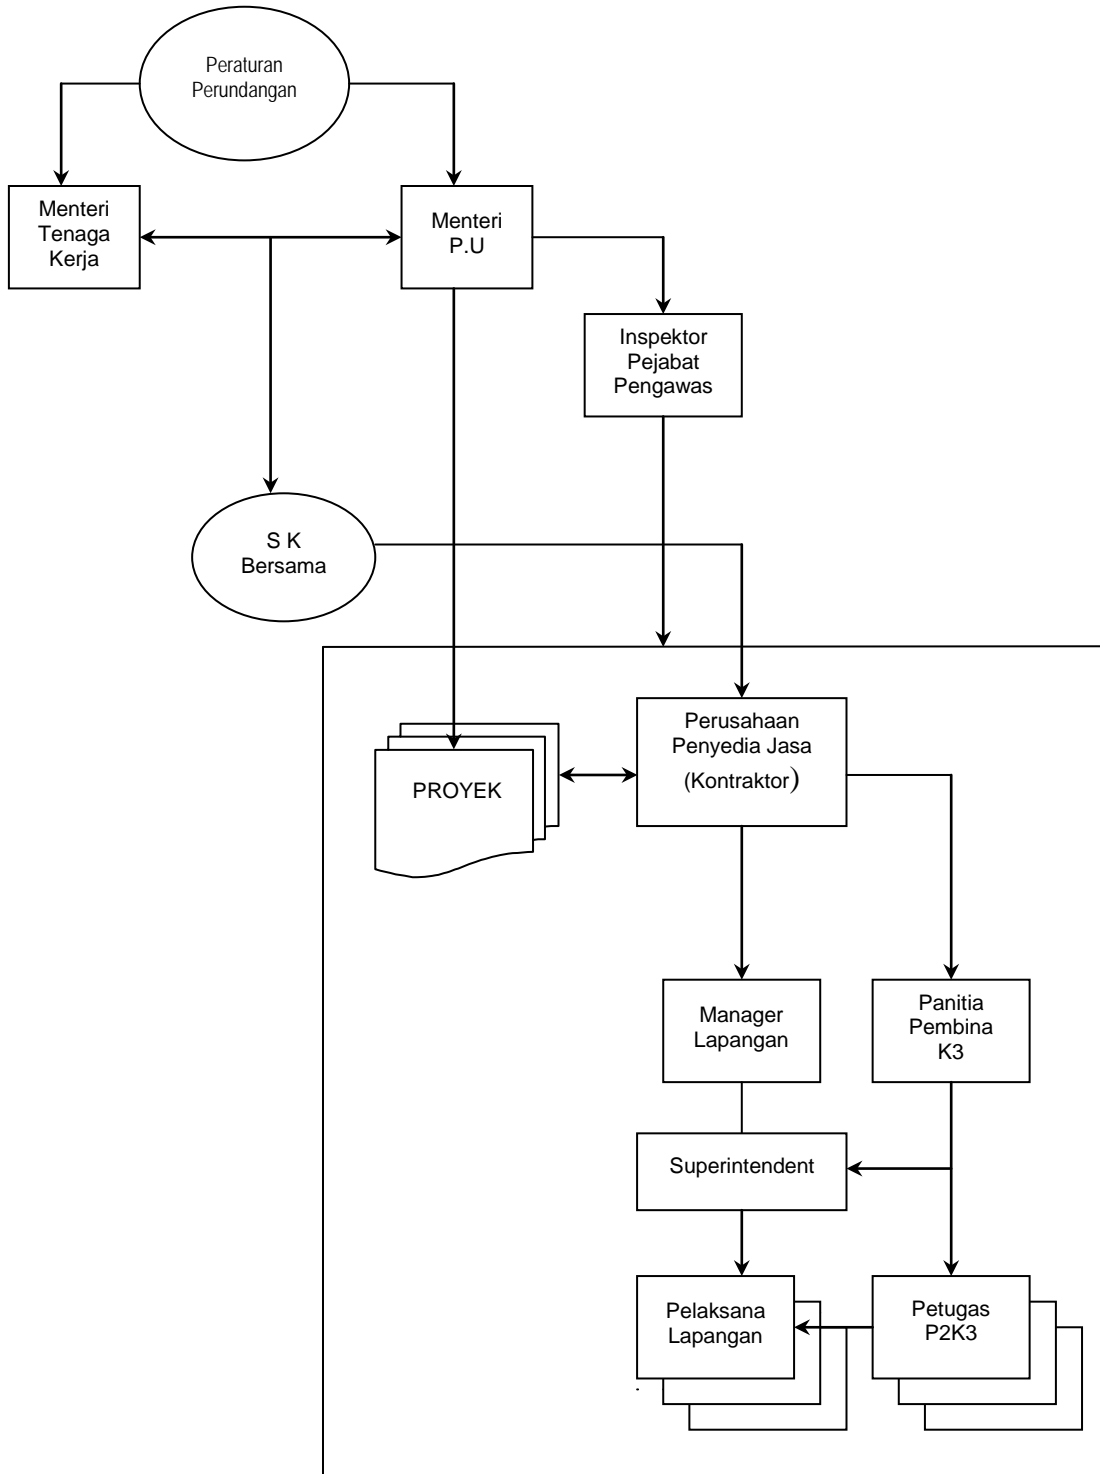 Peraturan
Perundangan
Menteri
Tenaga
Kerja
Menteri
P.U
Inspektor
Pejabat
Pengawas
S K
Bersama
PROYEK
Perusahaan
Penyedia Jasa
(Kontraktor)
Manager
Lapangan
Panitia
Pembina
K3
Superintendent
Pelaksana
Lapangan
Petugas
P2K3
.